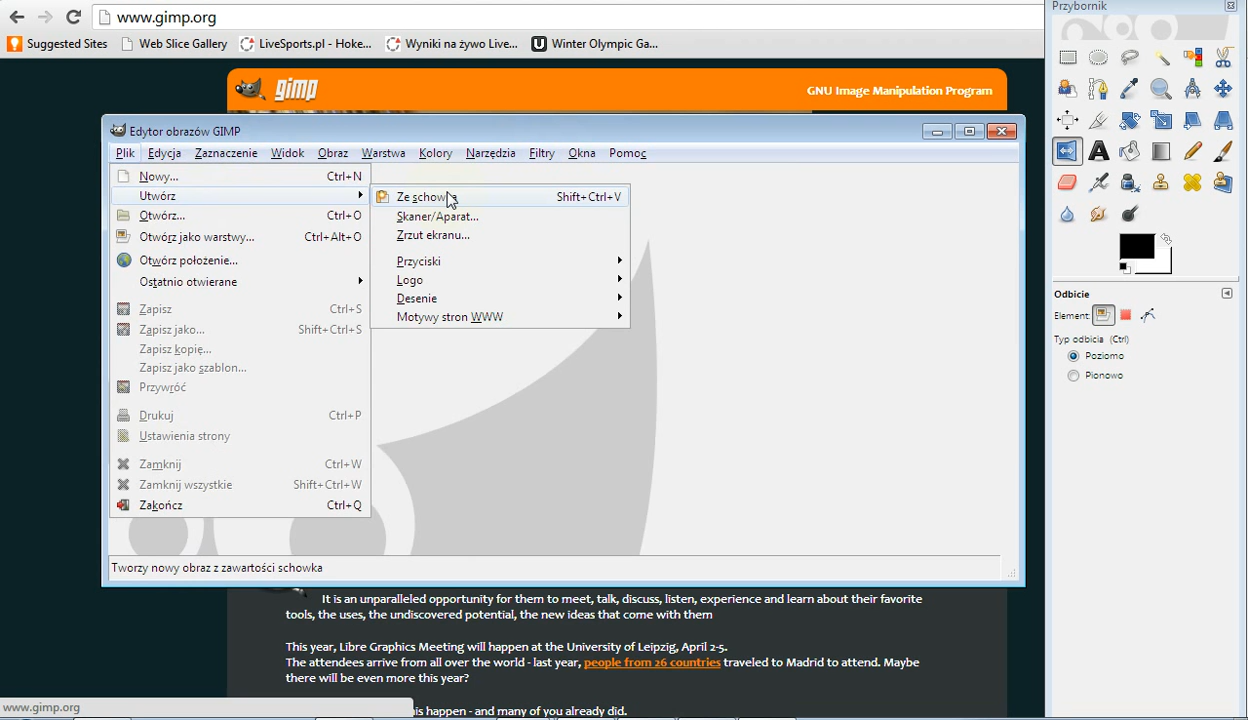 www.gimp.org
Suggested Sites
Web Slice Gallery
LiveSports.pl - Hoke...
Wyniki na żywo Live...
Winter Olympic Ga...
gimp
GNU Image Manipulation Program
Edytor obrazów GIMP
Plik Edycja Zaznaczenie Widok Obraz Warstwa Kolory Narzędzia Filtry Okna Pomoc
Nowy... Ctrl+N
Utwórz
Otwórz... Ctrl+O
Otwórz jako warstwy... Ctrl+Alt+O
Otwórz położenie...
Ostatnio otwierane
Zapisz Ctrl+S
Zapisz jako... Shift+Ctrl+S
Zapisz kopię...
Zapisz jako szablon...
Przywróć
Drukuj Ctrl+P
Ustawienia strony
Zamknij Ctrl+W
Zamknij wszystkie Shift+Ctrl+W
Zakończ Ctrl+Q
Ze schowka Shift+Ctrl+V
Skaner/Aparat...
Zrzut ekranu...
Przyciski
Logo
Desenie
Motywy stron WWW
Tworzy nowy obraz z zawartości schowka
It is an unparalleled opportunity for them to meet, talk, discuss, listen, experience and learn about their favorite
tools, the uses, the undiscovered potential, the new ideas that come with them
This year, Libre Graphics Meeting will happen at the University of Leipzig, April 2-5.
The attendees arrive from all over the world - last year, people from 26 countries traveled to Madrid to attend. Maybe
there will be even more this year?
his happen - and many of you already did.
www.gimp.org
Przybornik
Odbicie
Element:
Typ odbicia (Ctrl)
Poziomo
Pionowo